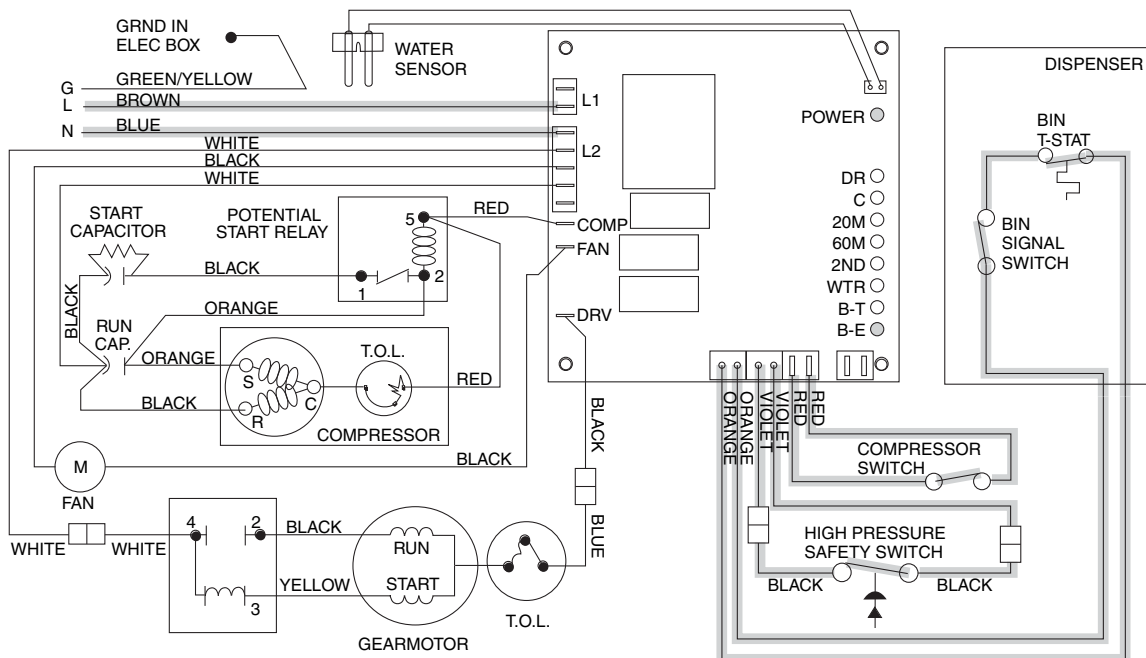 GRND IN
ELEC BOX
WATER
SENSOR
DISPENSER
G
GREEN/YELLOW
L
BROWN
L1
N
BLUE
POWER
BIN
T-STAT
WHITE
L2
BLACK
WHITE
DR
C
START
CAPACITOR
POTENTIAL
START RELAY
5
RED
COMP
20M
BIN
SIGNAL
SWITCH
FAN
60M
BLACK
1
2
2ND
ORANGE
WTR
BLACK
DRV
B-T
RUN
CAP.
B-E
ORANGE
T.O.L.
S
C
RED
BLACK
R
COMPRESSOR
ORANGE
ORANGE
VIOLET
VIOLET
RED
RED
BLACK
COMPRESSOR
SWITCH
M
BLACK
FAN
4
2
BLACK
RUN
BLUE
HIGH PRESSURE
SAFETY SWITCH
WHITE
WHITE
YELLOW
START
BLACK
BLACK
3
T.O.L.
GEARMOTOR